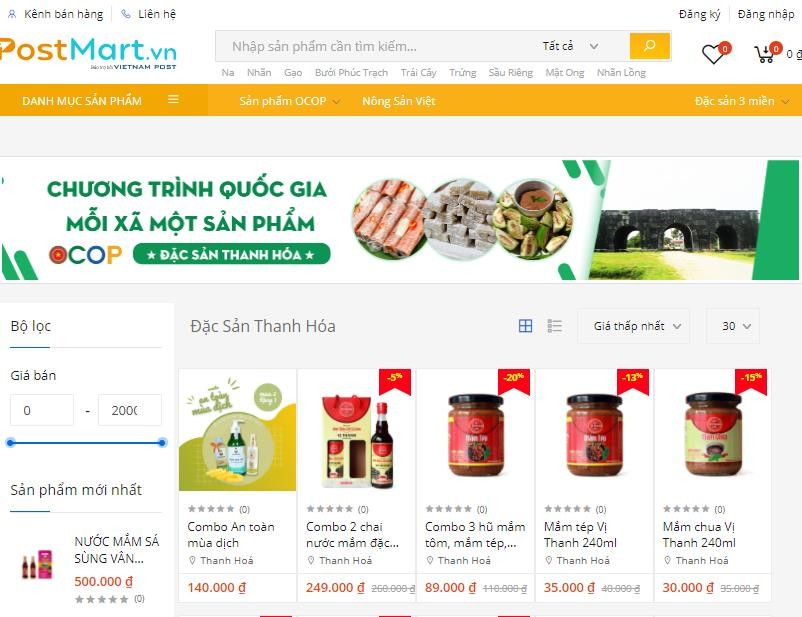 Kênh bán hàng
Liên hệ
Đăng ký
Đăng nhập
PostMart.vn
VIETNAM POST
Nhập sản phẩm cần tìm kiếm...
Tất cả
0
0
0 ₫
Na Nhãn Gạo Bưởi Phúc Trạch Trái Cây Trứng Sầu Riêng Mật Ong Nhãn Lồng
DANH MỤC SẢN PHẨM
Sản phẩm OCOP
Nông Sản Việt
Đặc sản 3 miền
CHƯƠNG TRÌNH QUỐC GIA
MỖI XÃ MỘT SẢN PHẨM
OCOP
★ ĐẶC SẢN THANH HÓA ★
Bộ lọc
Giá bán
0 - 2000
Sản phẩm mới nhất
NƯỚC MẮM SÁ
SÙNG VÂN...
500.000 ₫
(0)
Đặc Sản Thanh Hóa
Giá thấp nhất
30
an toàn
mùa dịch
mua 2
tặng 1
(0)
Combo An toàn
mùa dịch
Thanh Hoá
140.000 ₫
-5%
(0)
Combo 2 chai
nước mắm đặc...
Thanh Hoá
249.000 ₫ 260.000 ₫
-20%
(0)
Combo 3 hũ mắm
tôm, mắm tép,...
Thanh Hoá
89.000 ₫ 110.000 ₫
-13%
(0)
Mắm tép Vị
Thanh 240ml
Thanh Hoá
35.000 ₫ 40.000 ₫
-15%
(0)
Mắm chua Vị
Thanh 240ml
Thanh Hoá
30.000 ₫ 35.000 ₫